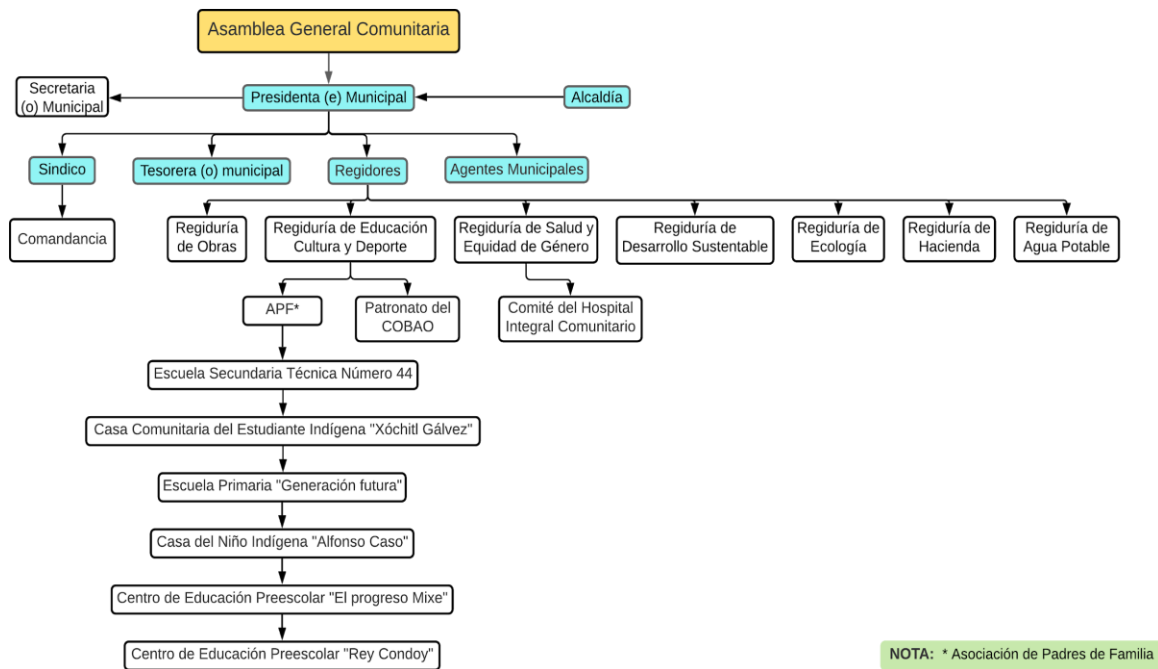 Asamblea General Comunitaria
Secretaria
(o) Municipal
Presidenta (e) Municipal
Alcaldía
Sindico
Tesorera (o) municipal
Regidores
Agentes Municipales
Comandancia
Regiduría
de Obras
Regiduría de Educación
Cultura y Deporte
Regiduría de Salud y
Equidad de Género
Regiduría de
Desarrollo Sustentable
Regiduría de
Ecología
Regiduría de
Hacienda
Regiduría de
Agua Potable
APF*
Patronato del
COBAO
Comité del Hospital
Integral Comunitario
Escuela Secundaria Técnica Número 44
Casa Comunitaria del Estudiante Indígena "Xóchitl Gálvez"
Escuela Primaria "Generación futura"
Casa del Niño Indígena "Alfonso Caso"
Centro de Educación Preescolar "El progreso Mixe"
Centro de Educación Preescolar "Rey Condoy"
NOTA: * Asociación de Padres de Familia